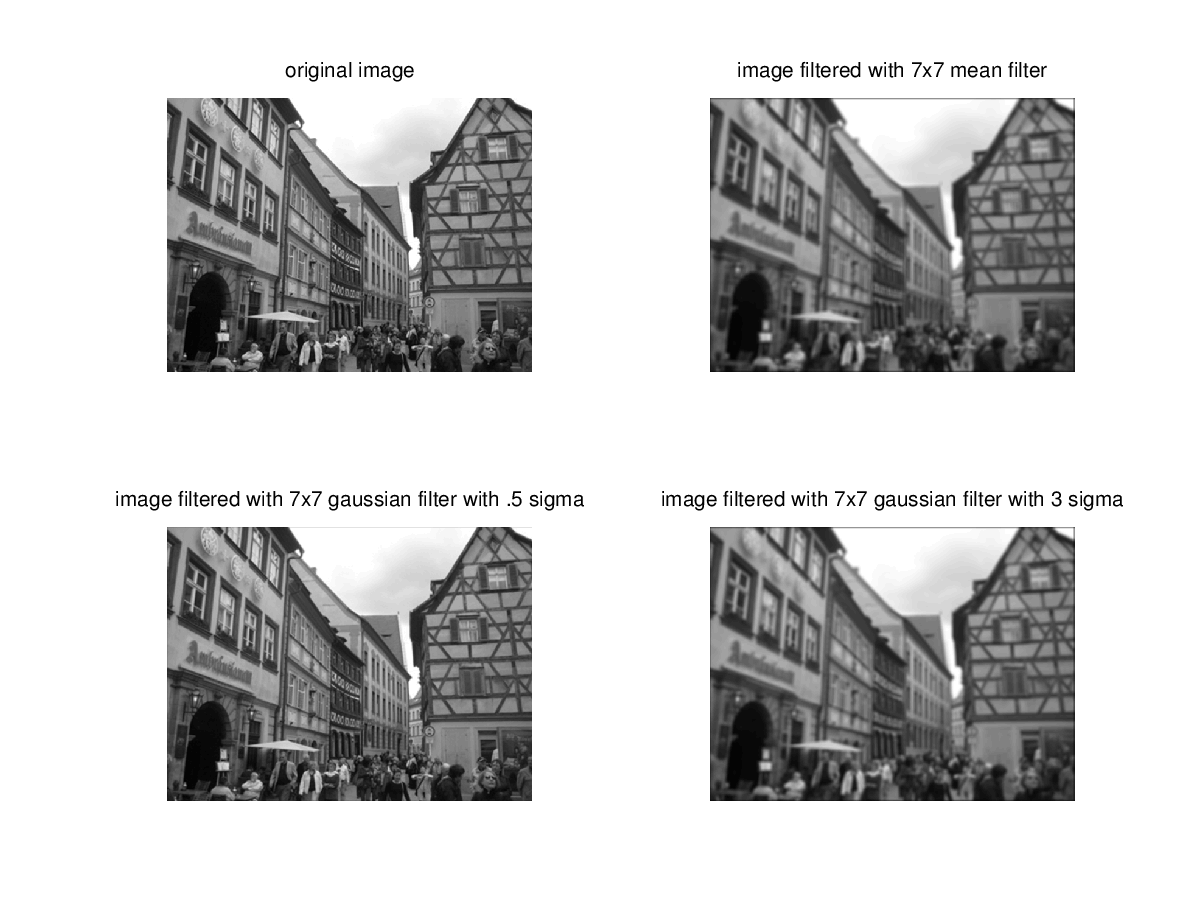 original image
image filtered with 7x7 mean filter
image filtered with 7x7 gaussian filter with .5 sigma
image filtered with 7x7 gaussian filter with 3 sigma